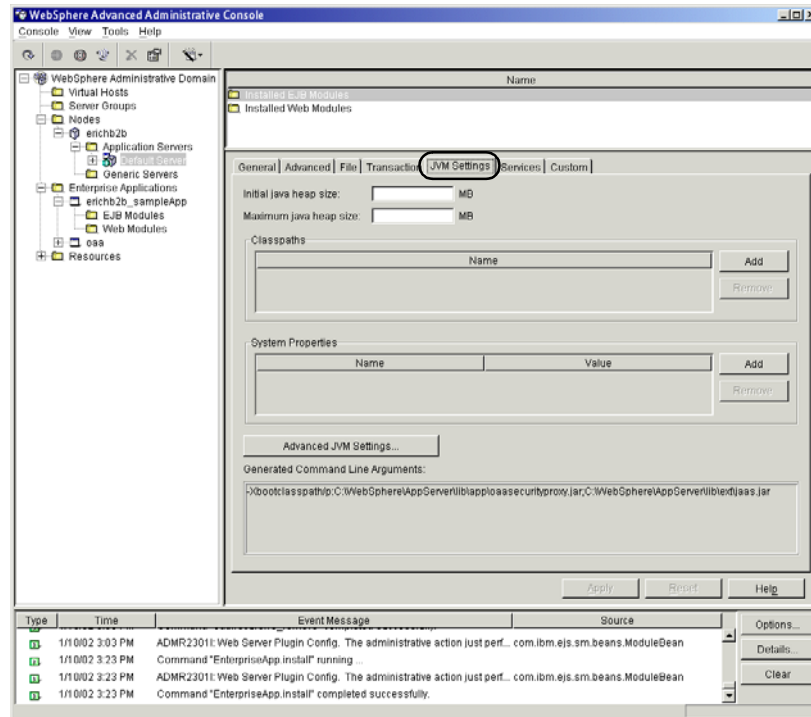 WebSphere Advanced Administrative Console
Console View Tools Help
WebSphere Administrative Domain
Virtual Hosts
Server Groups
Nodes
erichb2b
Application Servers
Default Server
Generic Servers
Enterprise Applications
erichb2b_sampleApp
EJB Modules
Web Modules
oaa
Resources
Name
Installed EJB Modules
Installed Web Modules
General Advanced File Transaction JVM Settings Services Custom
Initial java heap size: MB
Maximum java heap size: MB
Classpaths
Name
Add
Remove
System Properties
Name Value
Add
Remove
Advanced JVM Settings...
Generated Command Line Arguments:
-Xbootclasspath/p:C:\WebSphere\AppServer\lib\app\oaasecurityproxy.jar;C:\WebSphere\AppServer\lib\ext\jaas.jar
Apply Reset Help
Type Time Event Message Source
1/10/02 3:03 PM ADMR2301I: Web Server Plugin Config. The administrative action just perf... com.ibm.ejs.sm.beans.ModuleBean
1/10/02 3:23 PM Command "EnterpriseApp.install" running ...
1/10/02 3:23 PM ADMR2301I: Web Server Plugin Config. The administrative action just perf... com.ibm.ejs.sm.beans.ModuleBean
1/10/02 3:23 PM Command "EnterpriseApp.install" completed successfully.
Options...
Details...
Clear